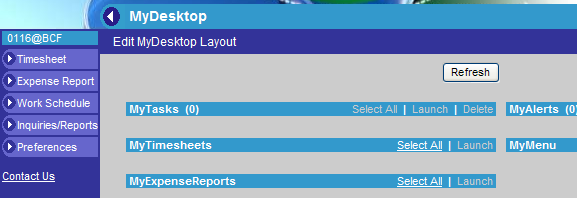 MyDesktop
0116@BCF
Edit MyDesktop Layout
Timesheet
Expense Report
Work Schedule
Inquiries/Reports
Preferences
Contact Us
Refresh
MyTasks (0) Select All | Launch | Delete
MyAlerts (0)
MyTimesheets Select All | Launch
MyMenu
MyExpenseReports Select All | Launch